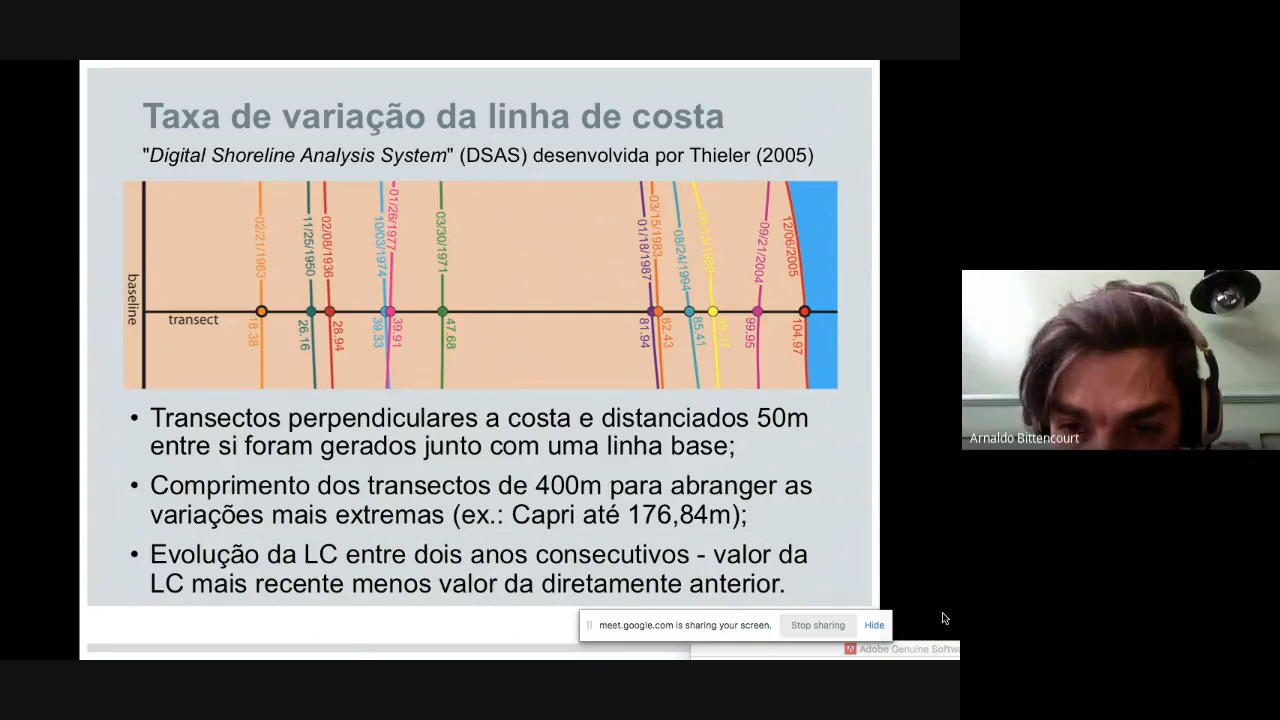 Taxa de variação da linha de costa
"Digital Shoreline Analysis System" (DSAS) desenvolvida por Thieler (2005)
baseline
transect
02/21/1963
11/25/1950
02/08/1936
10/03/1974
01/26/1977
03/30/1971
01/18/1987
03/15/1983
08/24/1994
09/21/2004
12/06/2005
18.38
26.16
28.94
39.33
39.91
47.68
81.94
82.43
85.41
99.95
104.97
• Transectos perpendiculares a costa e distanciados 50m
entre si foram gerados junto com uma linha base;
• Comprimento dos transectos de 400m para abranger as
variações mais extremas (ex.: Capri até 176,84m);
• Evolução da LC entre dois anos consecutivos - valor da
LC mais recente menos valor da diretamente anterior.
meet.google.com is sharing your screen. Stop sharing Hide
Adobe Genuine Softw
Arnaldo Bittencourt